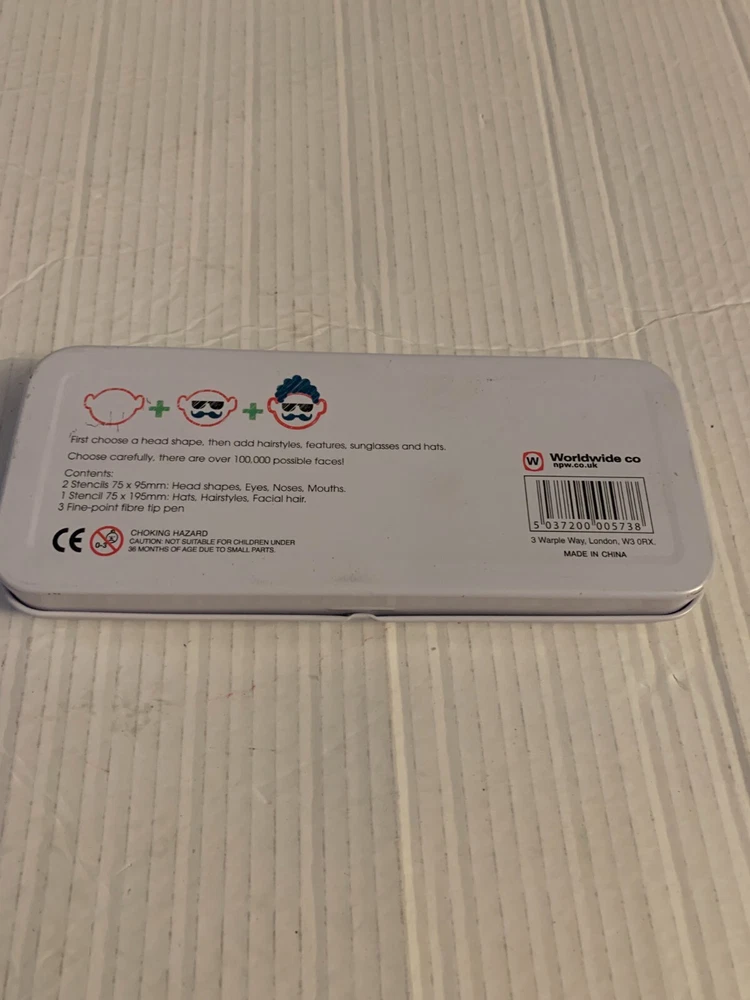 First choose a head shape, then add hairstyles, features, sunglasses and hats.
Choose carefully, there are over 100,000 possible faces!
Contents:
2 Stencils 75 x 95mm: Head shapes, Eyes, Noses, Mouths.
1 Stencil 75 x 195mm: Hats, Hairstyles, Facial hair.
3 Fine-point fibre tip pen
CE
0-3
CHOKING HAZARD
CAUTION: NOT SUITABLE FOR CHILDREN UNDER
36 MONTHS OF AGE DUE TO SMALL PARTS.
W
Worldwide co
npw.co.uk
5 037200 005738
3 Warple Way, London, W3 0RX.
MADE IN CHINA